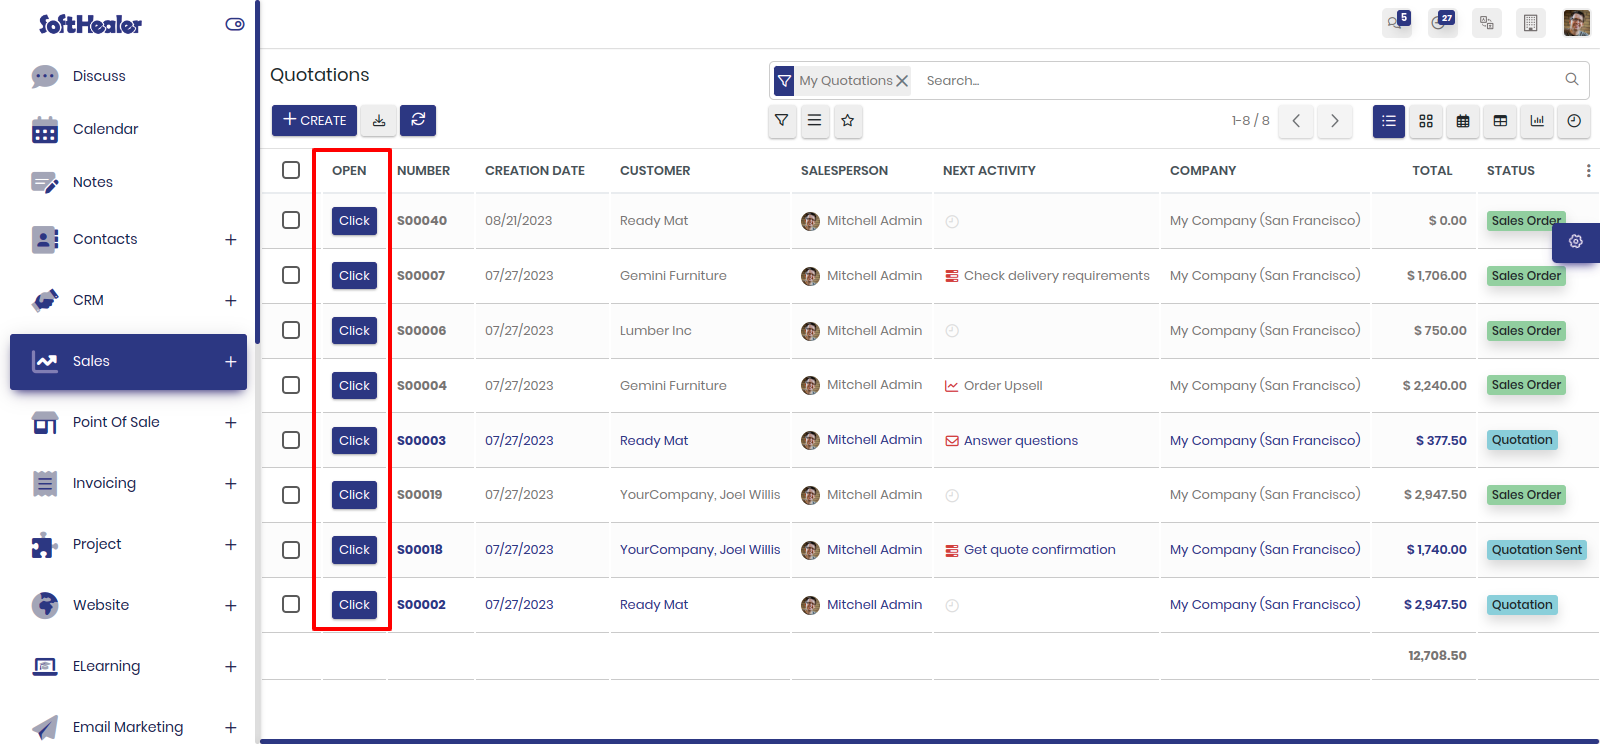 SoftHealer
5
27
Discuss
Calendar
Notes
Contacts +
CRM +
Sales +
Point Of Sale +
Invoicing +
Project +
Website +
ELearning +
Email Marketing +
Quotations
My Quotations
Search...
CREATE
1-8 / 8
OPEN NUMBER CREATION DATE CUSTOMER SALESPERSON NEXT ACTIVITY COMPANY TOTAL STATUS
Click S00040 08/21/2023 Ready Mat Mitchell Admin My Company (San Francisco) $ 0.00 Sales Order
Click S00007 07/27/2023 Gemini Furniture Mitchell Admin Check delivery requirements My Company (San Francisco) $ 1,706.00 Sales Order
Click S00006 07/27/2023 Lumber Inc Mitchell Admin My Company (San Francisco) $ 750.00 Sales Order
Click S00004 07/27/2023 Gemini Furniture Mitchell Admin Order Upsell My Company (San Francisco) $ 2,240.00 Sales Order
Click S00003 07/27/2023 Ready Mat Mitchell Admin Answer questions My Company (San Francisco) $ 377.50 Quotation
Click S00019 07/27/2023 YourCompany, Joel Willis Mitchell Admin My Company (San Francisco) $ 2,947.50 Sales Order
Click S00018 07/27/2023 YourCompany, Joel Willis Mitchell Admin Get quote confirmation My Company (San Francisco) $ 1,740.00 Quotation Sent
Click S00002 07/27/2023 Ready Mat Mitchell Admin My Company (San Francisco) $ 2,947.50 Quotation
12,708.50